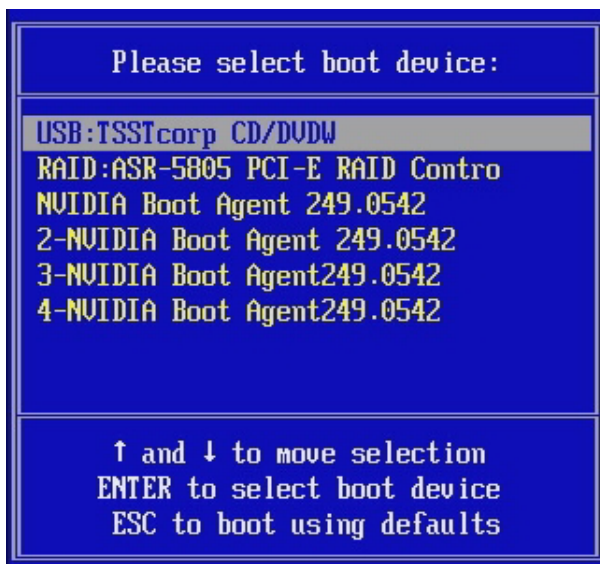 Please select boot device:
USB:TSSTcorp CD/DVDW
RAID:ASR-5805 PCI-E RAID Contro
NVIDIA Boot Agent 249.0542
2-NVIDIA Boot Agent 249.0542
3-NVIDIA Boot Agent249.0542
4-NVIDIA Boot Agent249.0542
↑ and ↓ to move selection
ENTER to select boot device
ESC to boot using defaults